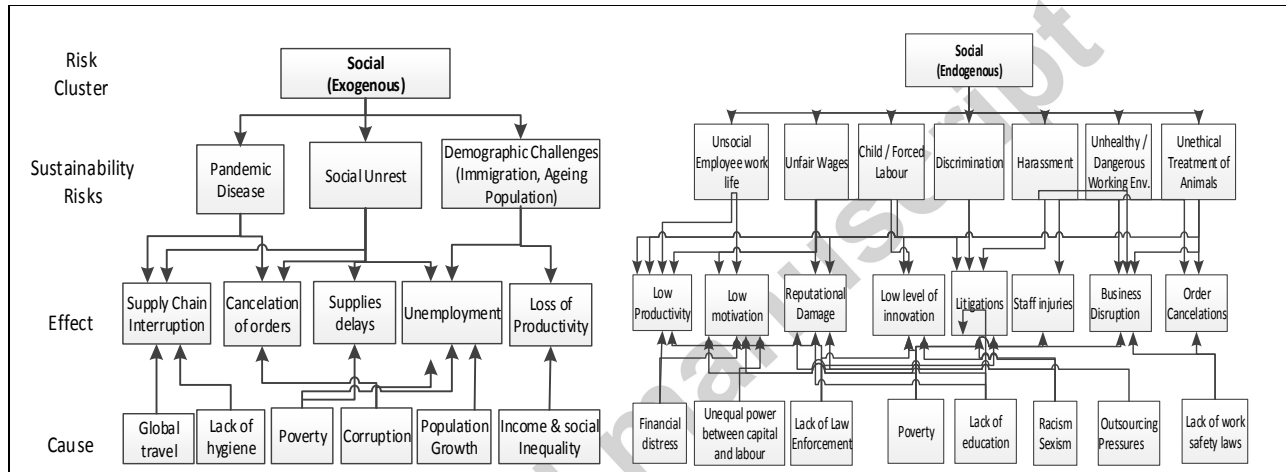 Risk
Cluster
Social
(Exogenous)
Social
(Endogenous)
Sustainability
Risks
Pandemic
Disease
Social Unrest
Demographic Challenges
(Immigration, Ageing
Population)
Unsocial
Employee work
life
Unfair Wages
Child / Forced
Labour
Discrimination
Harassment
Unhealthy /
Dangerous
Working Env.
Unethical
Treatment of
Animals
Effect
Supply Chain
Interruption
Cancelation
of orders
Supplies
delays
Unemployment
Loss of
Productivity
Low
Productivity
Low
motivation
Reputational
Damage
Low level of
innovation
Litigations
Staff injuries
Business
Disruption
Order
Cancelations
Cause
Global
travel
Lack of
hygiene
Poverty
Corruption
Population
Growth
Income & social
Inequality
Financial
distress
Unequal power
between capital
and labour
Lack of Law
Enforcement
Poverty
Lack of
education
Racism
Sexism
Outsourcing
Pressures
Lack of work
safety laws
manuscript